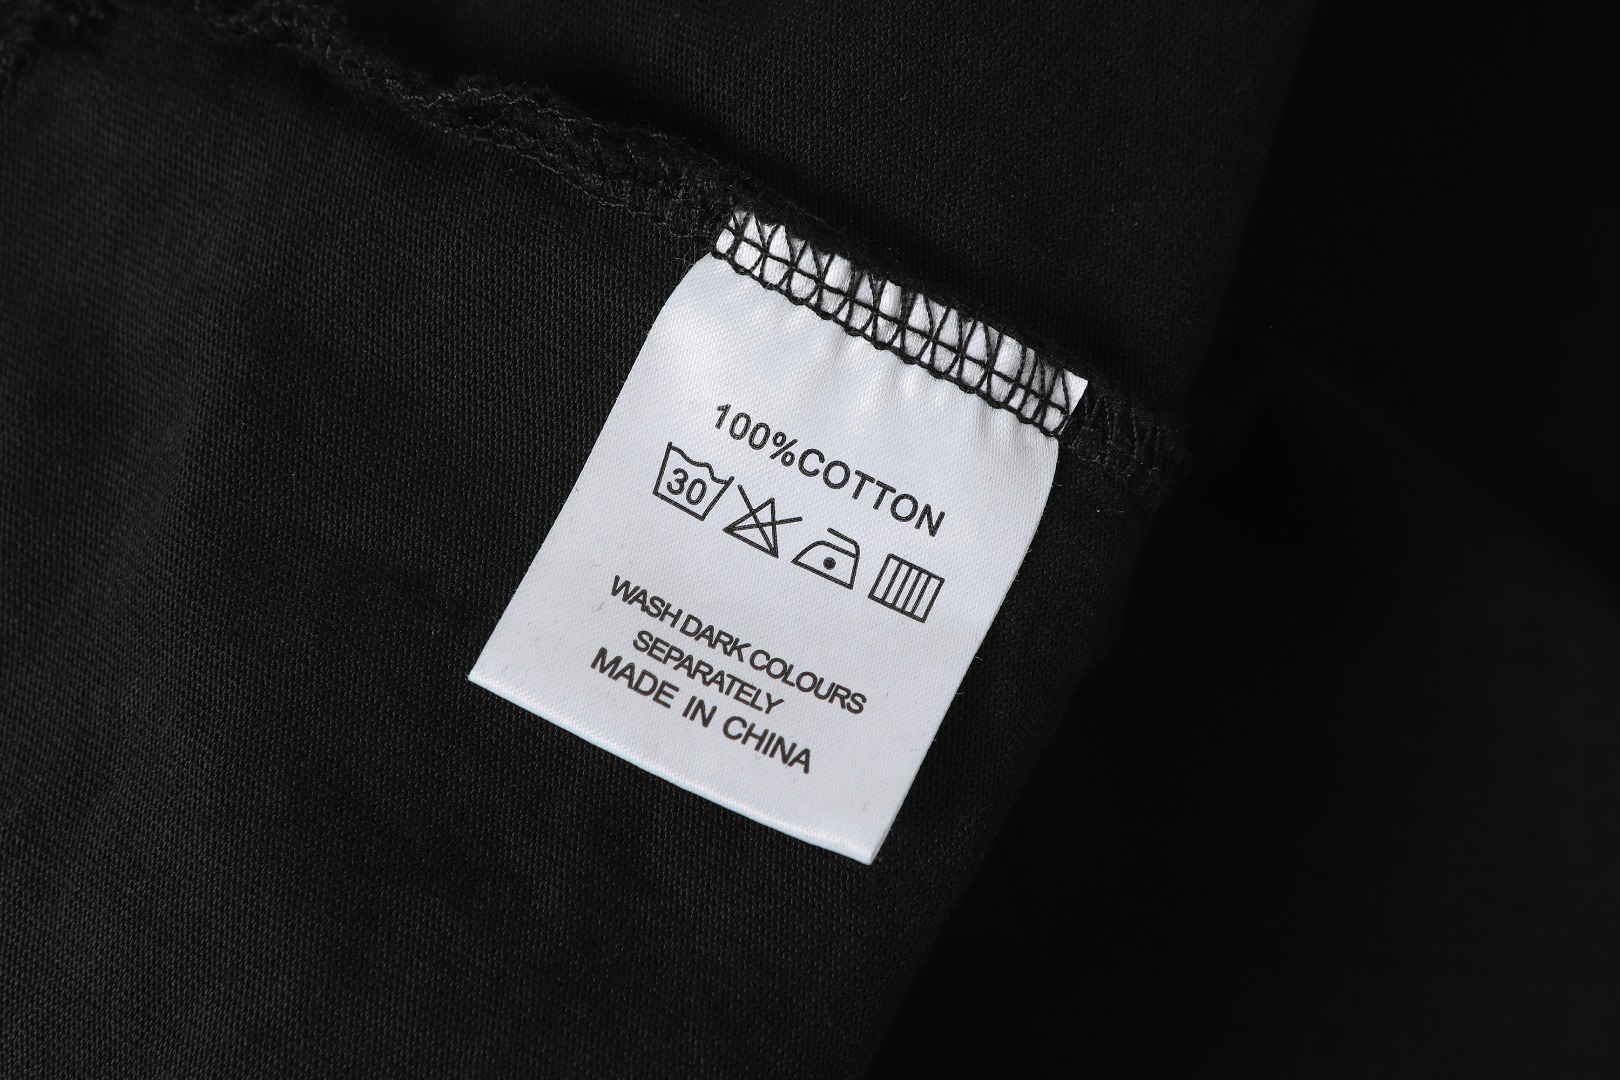 100%COTTON
30
WASH DARK COLOURS
SEPARATELY
MADE IN CHINA